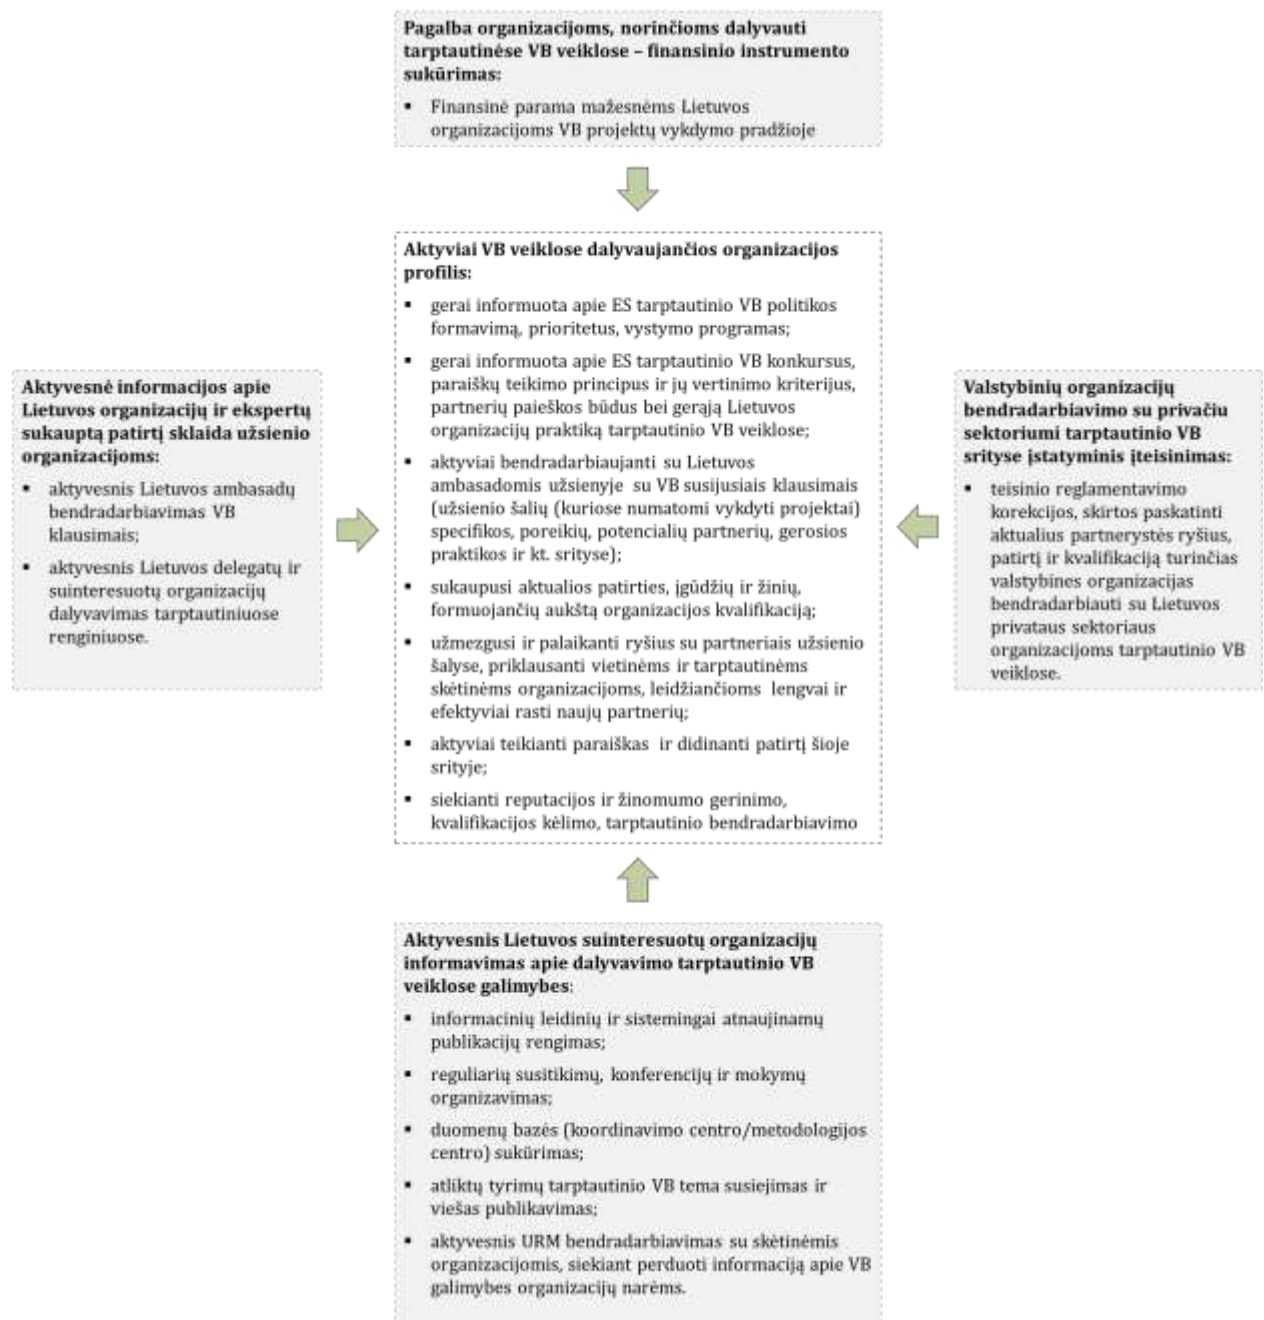 Pagalba organizacijoms, norinčioms dalyvauti
tarptautinėse VB veiklose – finansinio instrumento
sukūrimas:
▪ Finansinė parama mažesnėms Lietuvos
organizacijoms VB projektų vykdymo pradžioje
Aktyvesnė informacijos apie
Lietuvos organizacijų ir ekspertų
sukauptą patirtį sklaida užsienio
organizacijoms:
▪ aktyvesnis Lietuvos ambasadų
bendradarbiavimas VB
klausimais;
▪ aktyvesnis Lietuvos delegatų ir
suinteresuotų organizacijų
dalyvavimas tarptautiniuose
renginiuose.
Aktyviai VB veiklose dalyvaujančios organizacijos
profilis:
▪ gerai informuota apie ES tarptautinio VB politikos
formavimą, prioritetus, vystymo programas;
▪ gerai informuota apie ES tarptautinio VB konkursus,
paraiškų teikimo principus ir jų vertinimo kriterijus,
partnerių paieškos būdus bei gerąją Lietuvos
organizacijų praktiką tarptautinio VB veiklose;
▪ aktyviai bendradarbiaujanti su Lietuvos
ambasadomis užsienyje su VB susijusiais klausimais
(užsienio šalių (kuriose numatomi vykdyti projektai)
specifikos, poreikių, potencialių partnerių, gerosios
praktikos ir kt. srityse);
▪ sukaupusi aktualios patirties, įgūdžių ir žinių,
formuojančių aukštą organizacijos kvalifikaciją;
▪ užmezgusi ir palaikanti ryšius su partneriais užsienio
šalyse, priklausanti vietinėms ir tarptautinėms
skėtinėms organizacijoms, leidžiančioms lengvai ir
efektyviai rasti naujų partnerių;
▪ aktyviai teikianti paraiškas ir didinanti patirtį šioje
srityje;
▪ siekianti reputacijos ir žinomumo gerinimo,
kvalifikacijos kėlimo, tarptautinio bendradarbiavimo
Valstybinių organizacijų
bendradarbiavimo su privačiu
sektoriumi tarptautinio VB
srityse įstatyminis įteisinimas:
▪ teisinio reglamentavimo
korekcijos, skirtos paskatinti
aktualius partnerystės ryšius,
patirtį ir kvalifikaciją turinčias
valstybines organizacijas
bendradarbiauti su Lietuvos
privataus sektoriaus
organizacijoms tarptautinio VB
veiklose.
Aktyvesnis Lietuvos suinteresuotų organizacijų
informavimas apie dalyvavimo tarptautinio VB
veiklose galimybes:
▪ informacinių leidinių ir sistemingai atnaujinamų
publikacijų rengimas;
▪ reguliarių susitikimų, konferencijų ir mokymų
organizavimas;
▪ duomenų bazės (koordinavimo centro/metodologijos
centro) sukūrimas;
▪ atliktų tyrimų tarptautinio VB tema susiejimas ir
viešas publikavimas;
▪ aktyvesnis URM bendradarbiavimas su skėtinėmis
organizacijomis, siekiant perduoti informaciją apie VB
galimybes organizacijų narėms.